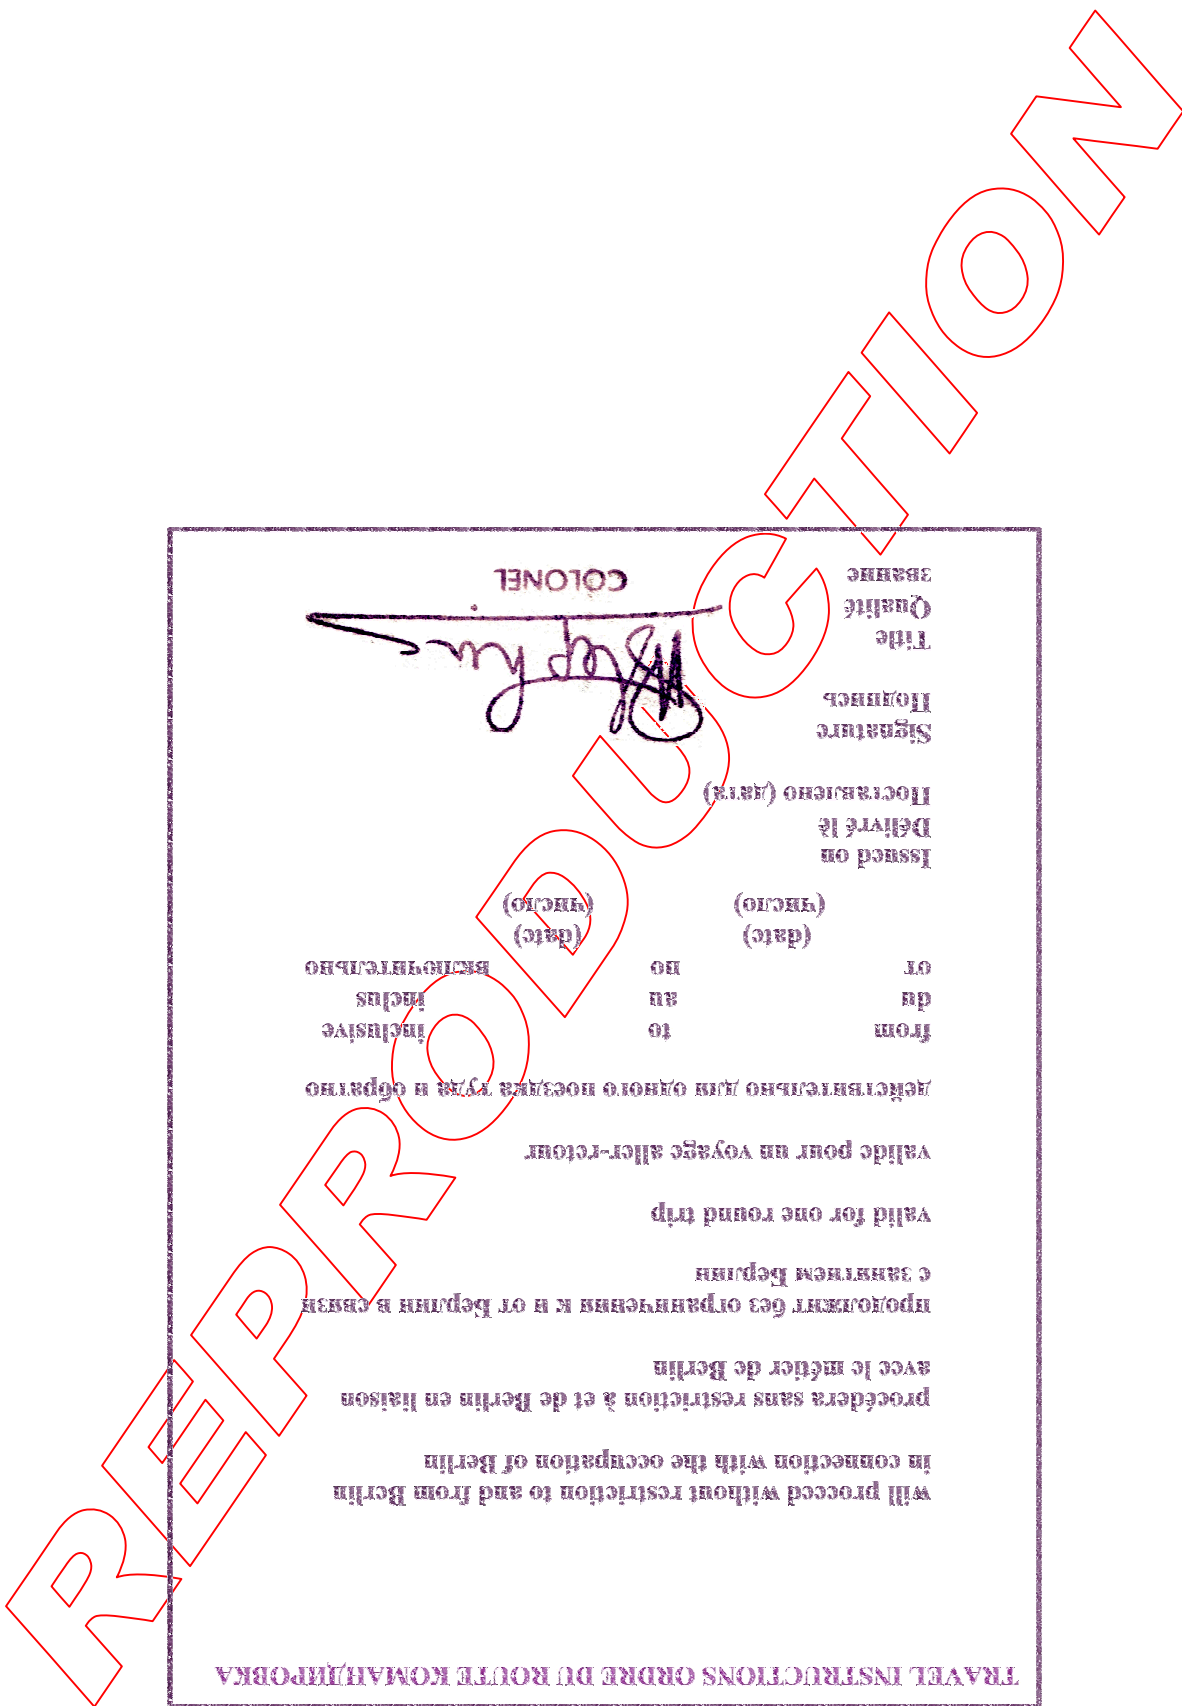 TRAVEL INSTRUCTIONS ORDRE DU ROUTE КОМАНДИРОВКА
will proceed without restriction to and from Berlin
in connection with the occupation of Berlin
procédera sans restriction à et de Berlin en liaison
avec le métier de Berlin
продолжит без ограничения к и от Берлин в связи
с занятием Берлин
valid for one round trip
valide pour un voyage aller-retour
действительно для одного поездка туда и обратно
from to inclusive
du au inclus
от по включительно
(date) (date)
(число) (число)
Issued on
Délivré lè
Поставлено (дата)
Signature
Подпись
Title
Qualité
звание
COLONEL
REPRODUCTION